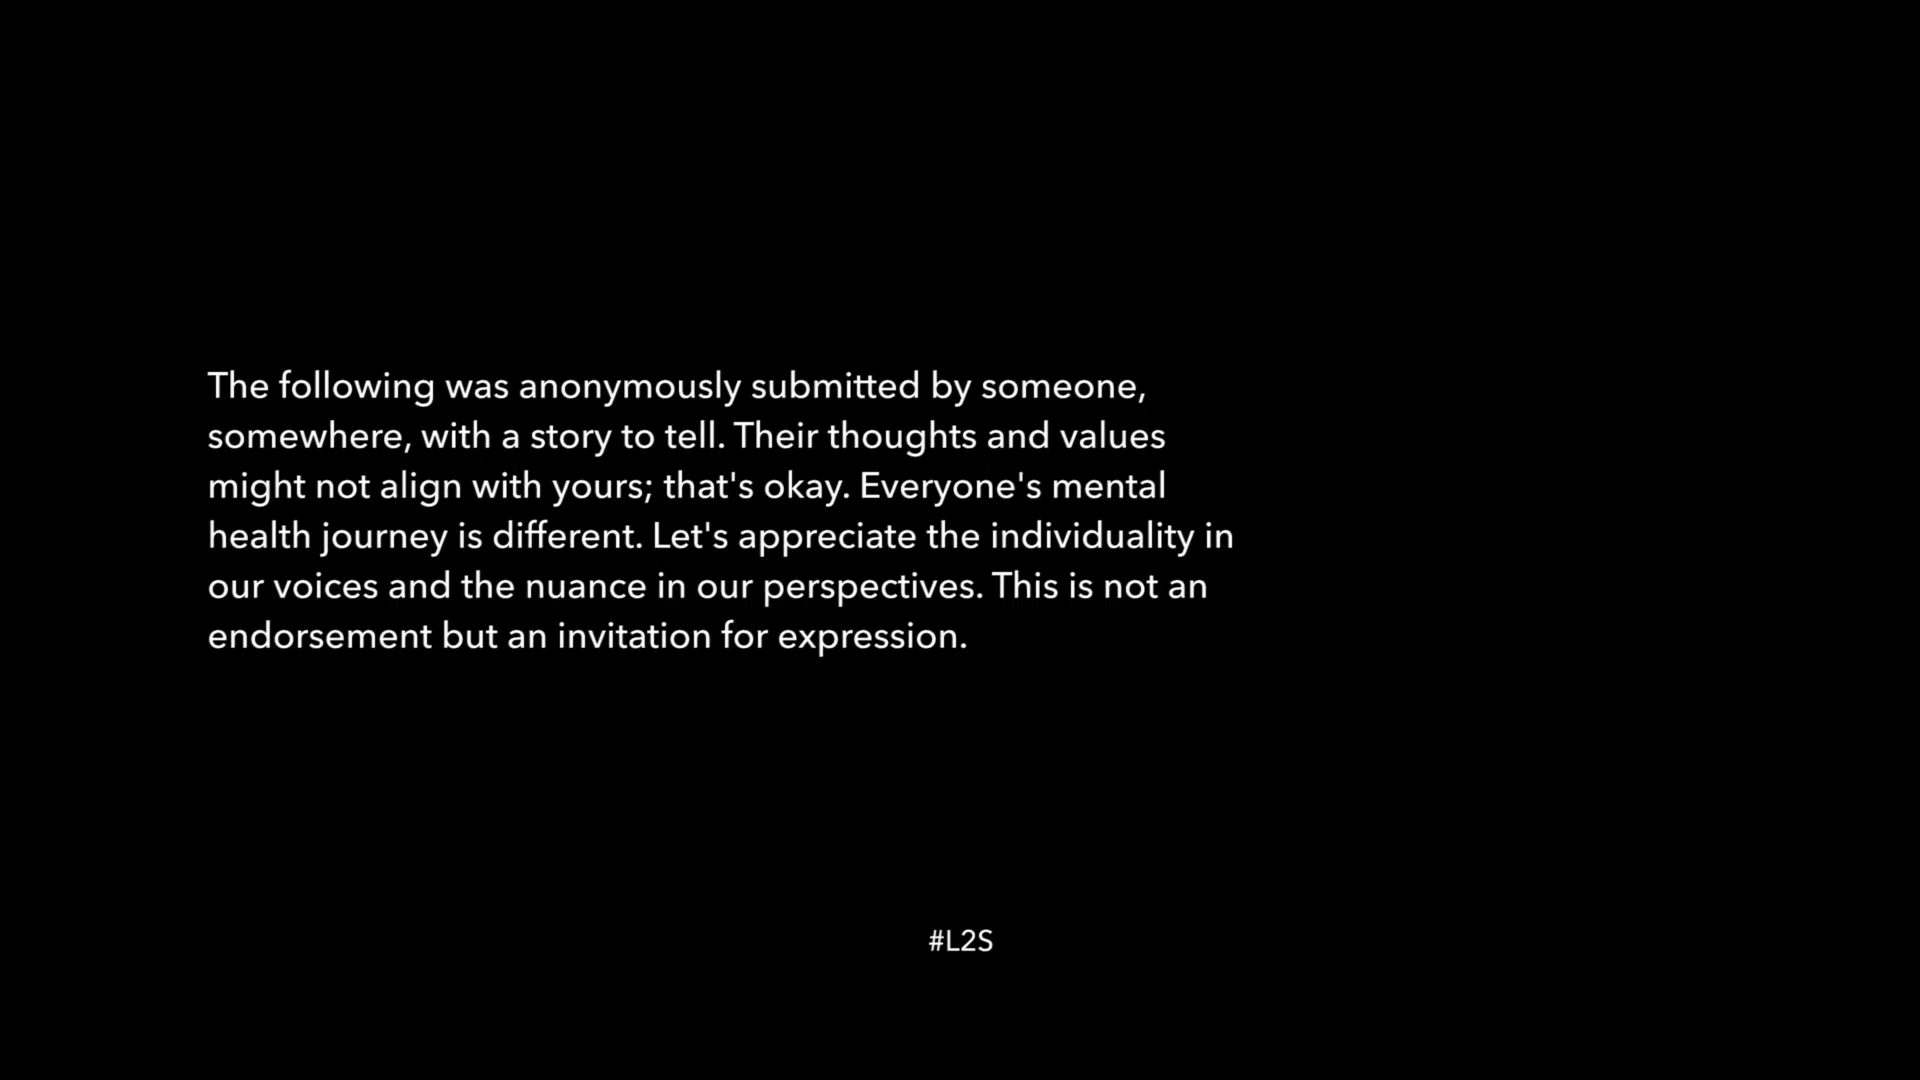 The following was anonymously submitted by someone,
somewhere, with a story to tell. Their thoughts and values
might not align with yours; that's okay. Everyone's mental
health journey is different. Let's appreciate the individuality in
our voices and the nuance in our perspectives. This is not an
endorsement but an invitation for expression.
#L2S